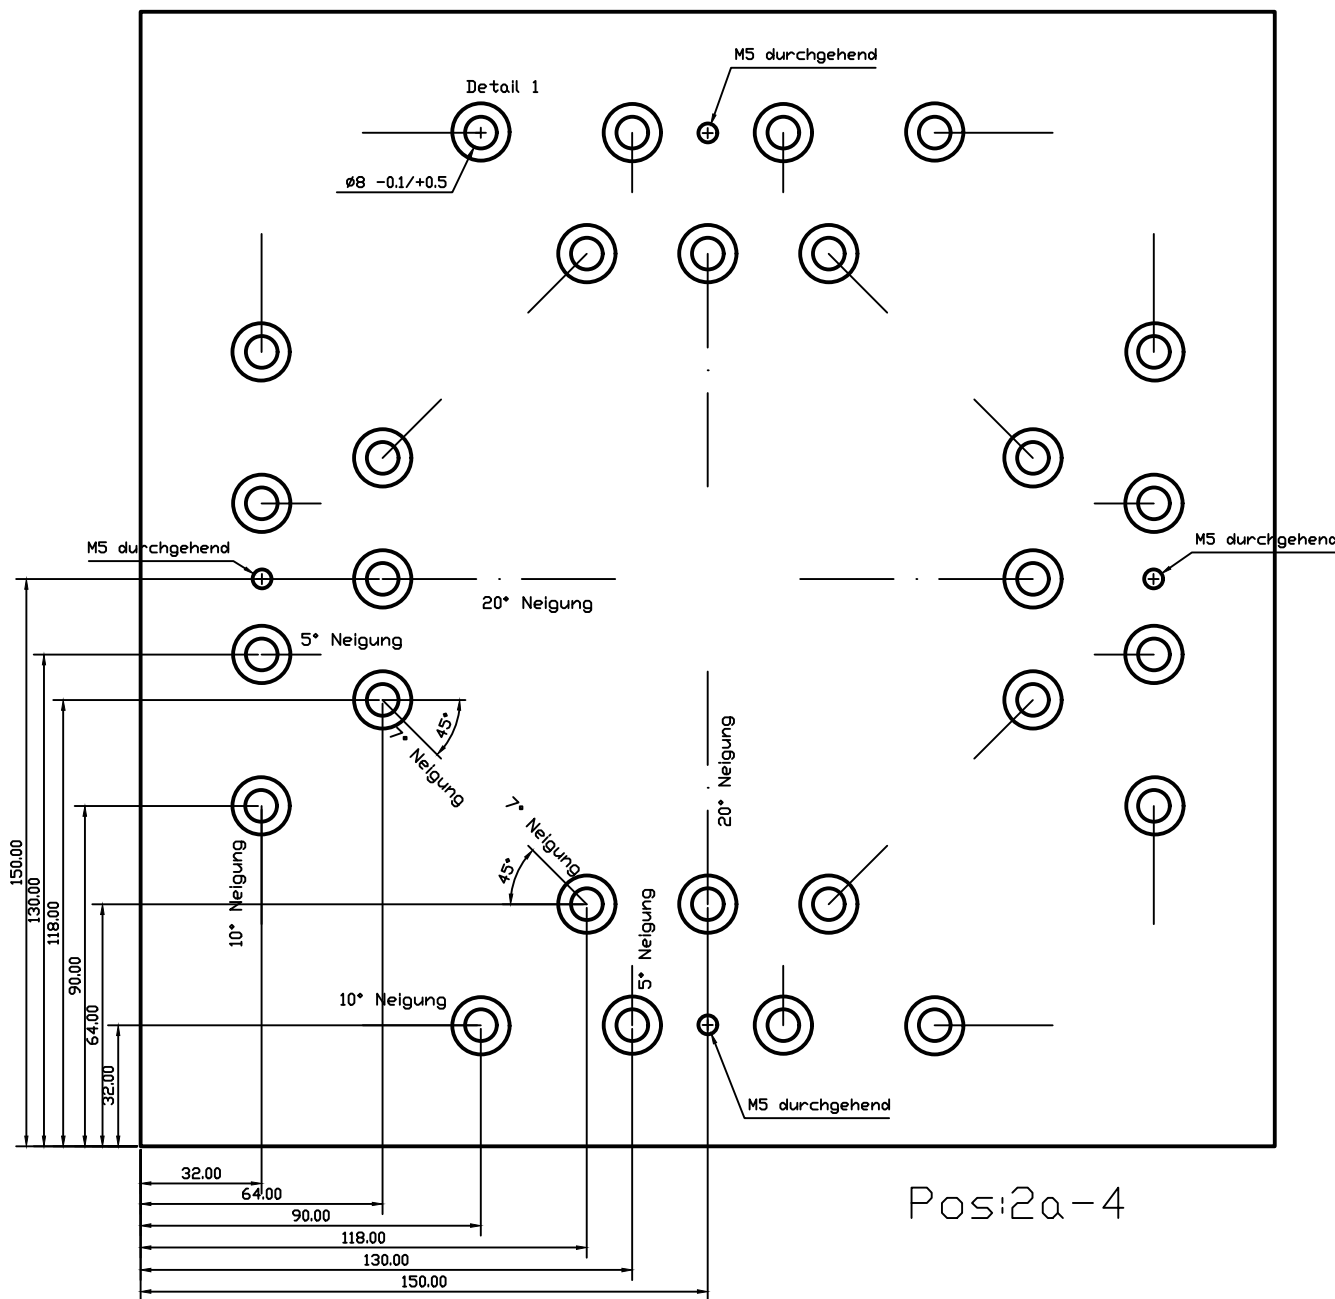 M5 durchgehend
Detail 1
ø8 -0.1/+0.5
M5 durchgehend
M5 durchgehend
20° Neigung
5° Neigung
45°
7° Neigung
20° Neigung
7° Neigung
45°
10° Neigung
5° Neigung
10° Neigung
150.00
130.00
118.00
90.00
64.00
32.00
M5 durchgehend
32.00
64.00
90.00
118.00
130.00
150.00
Pos:2a-4